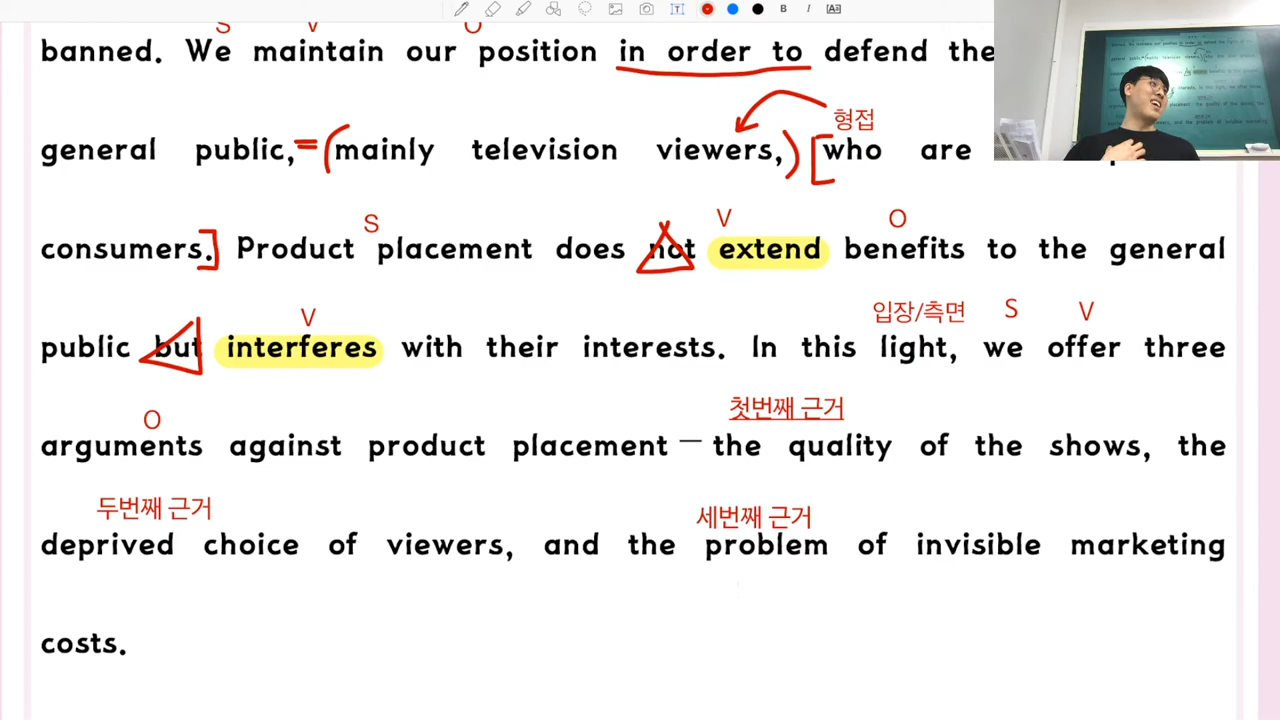 S V O
banned. We maintain our position in order to defend the
형접
general public, = (mainly television viewers,) [who are
S V O
consumers.] Product placement does not extend benefits to the general
V 입장/측면 S V
public but interferes with their interests. In this light, we offer three
O 첫번째 근거
arguments against product placement — the quality of the shows, the
두번째 근거 세번째 근거
deprived choice of viewers, and the problem of invisible marketing
costs.